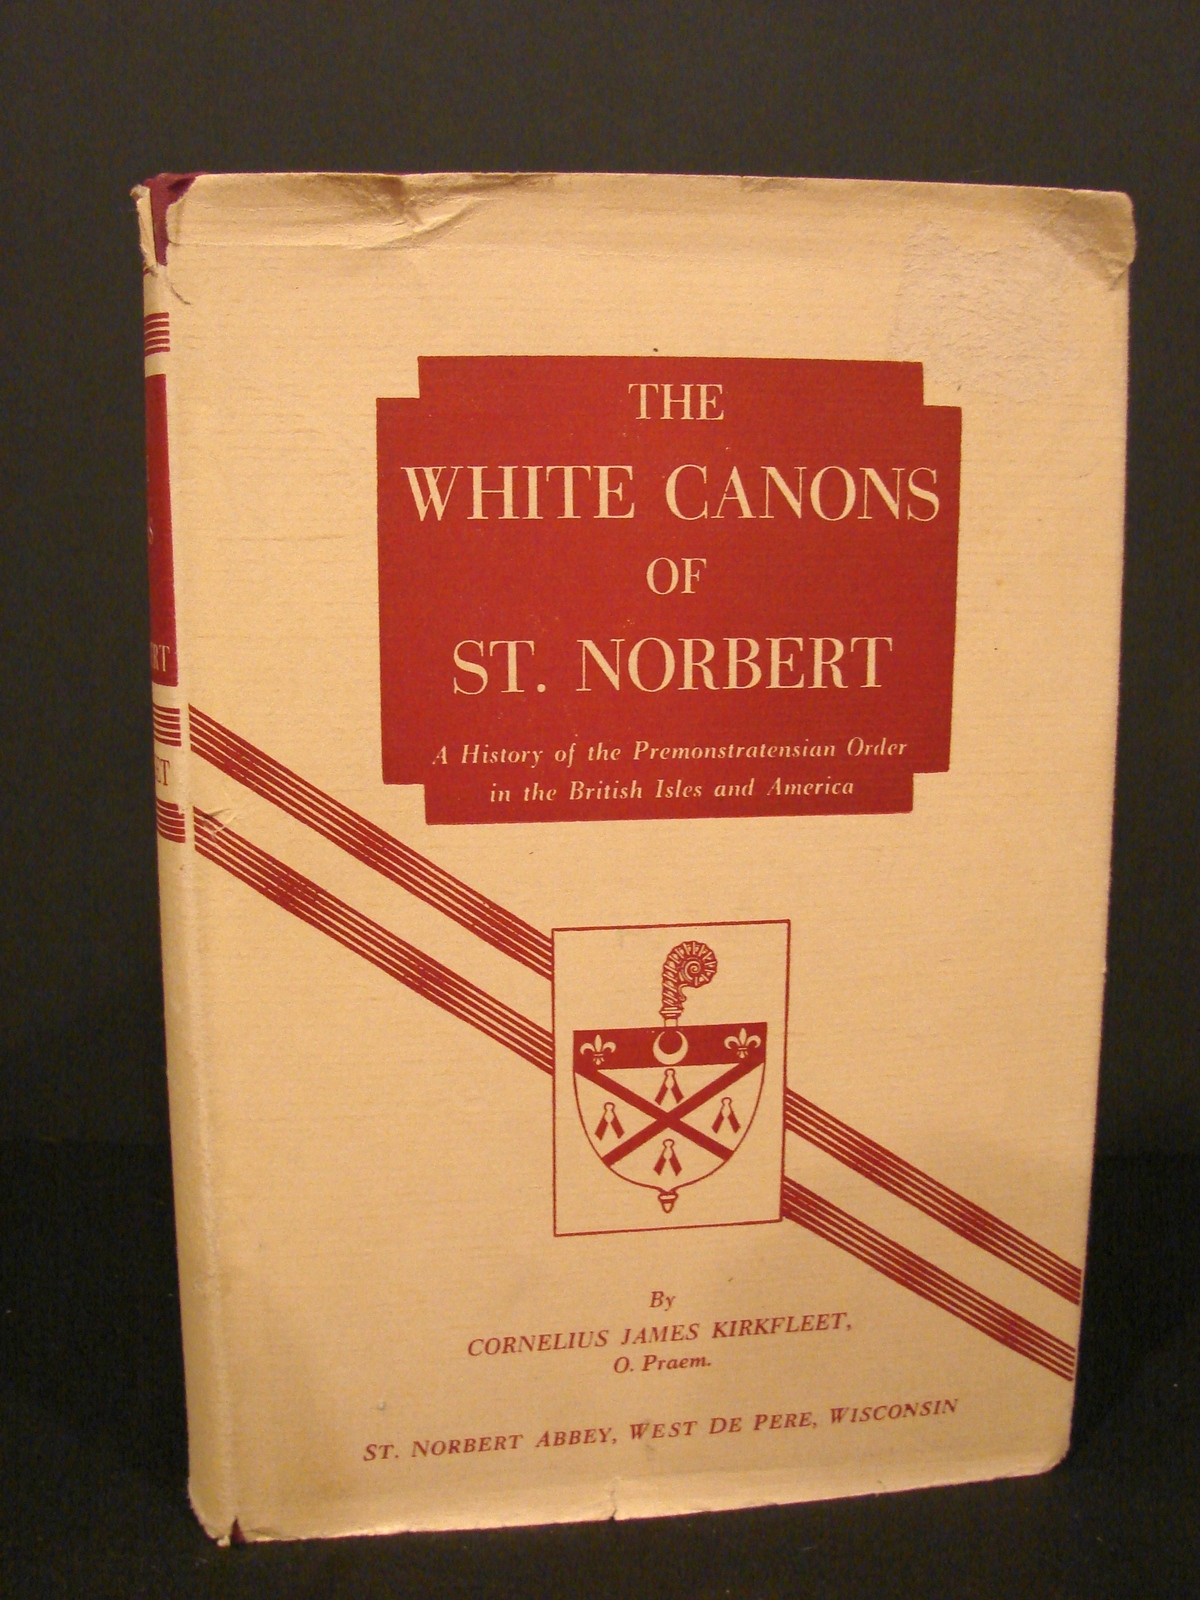 THE
WHITE CANONS
OF
ST. NORBERT
A History of the Premonstratensian Order
in the British Isles and America
By
CORNELIUS JAMES KIRKFLEET,
O. Praem.
ST. NORBERT ABBEY, WEST DE PERE, WISCONSIN